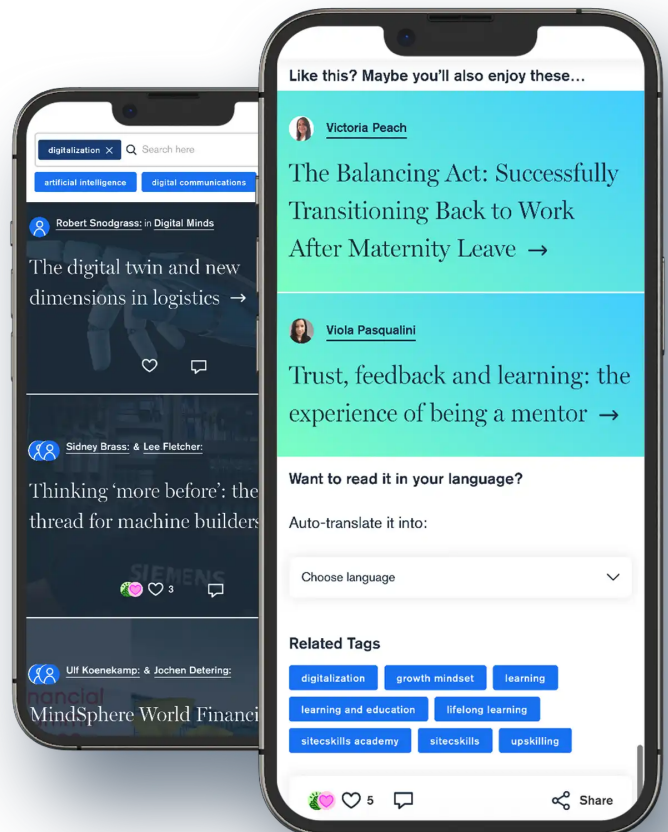 digitalization
Search here
artificial intelligence
digital communications
Robert Snodgrass: in Digital Minds
The digital twin and new
dimensions in logistics →
Sidney Brass: & Lee Fletcher:
Thinking ‘more before’: the
thread for machine builders
SIEMENS
3
Ulf Koenekamp: & Jochen Detering:
MindSphere World Financi
Like this? Maybe you’ll also enjoy these...
Victoria Peach
The Balancing Act: Successfully
Transitioning Back to Work
After Maternity Leave →
Viola Pasqualini
Trust, feedback and learning: the
experience of being a mentor →
Want to read it in your language?
Auto-translate it into:
Choose language
Related Tags
digitalization
growth mindset
learning
learning and education
lifelong learning
sitecskills academy
sitecskills
upskilling
5
Share